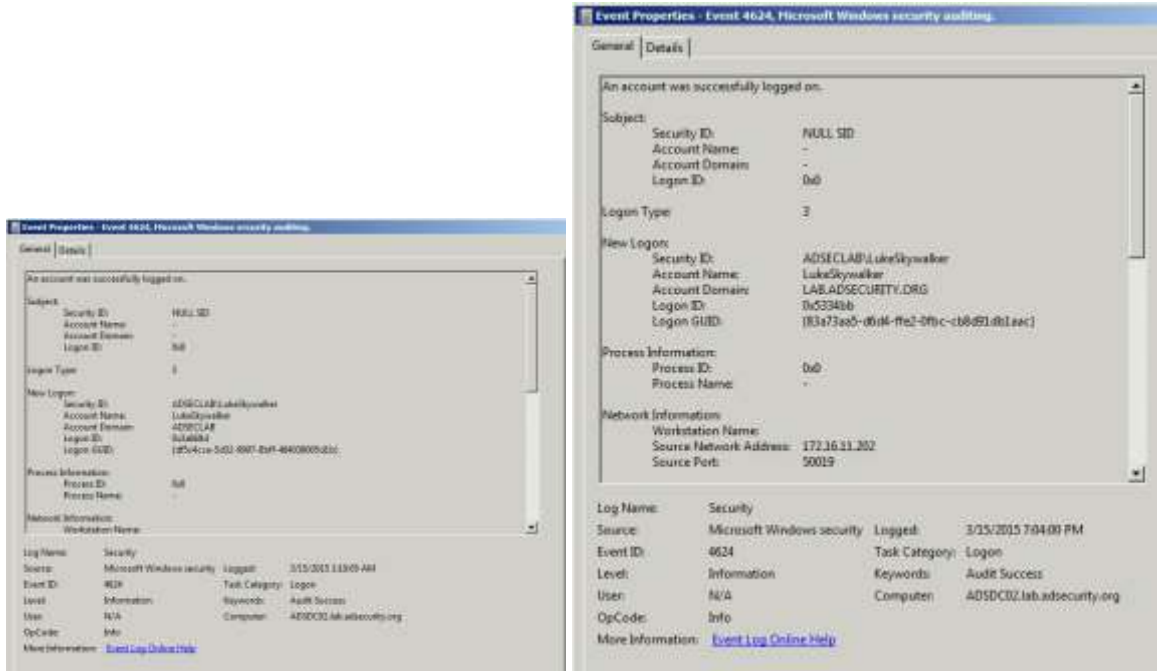 Event Properties - Event 4624, Microsoft Windows security auditing.
General Details
An account was successfully logged on.
Subject:
Security ID: NULL SID
Account Name: -
Account Domain: -
Logon ID: 0x0
Logon Type: 3
New Logon:
Security ID: ADSECLAB\LukeSkywalker
Account Name: LukeSkywalker
Account Domain: ADSECLAB
Logon ID:
Logon GUID:
Process Information:
Process ID: 0x0
Process Name: -
Network Information:
Workstation Name:
Log Name: Security
Source: Microsoft Windows security Logged: 3/15/2015
Event ID: 4624 Task Category: Logon
Level: Information Keywords: Audit Success
User: N/A Computer: ADSDC02.lab.adsecurity.org
OpCode: Info
More Information: Event Log Online Help
Event Properties - Event 4624, Microsoft Windows security auditing.
General Details
An account was successfully logged on.
Subject:
Security ID: NULL SID
Account Name: -
Account Domain: -
Logon ID: 0x0
Logon Type: 3
New Logon:
Security ID: ADSECLAB\LukeSkywalker
Account Name: LukeSkywalker
Account Domain: LAB.ADSECURITY.ORG
Logon ID: 0x5334bb
Logon GUID: {83a73aa5-d6d4-ffe2-0fbc-cb8d91db1aac}
Process Information:
Process ID: 0x0
Process Name: -
Network Information:
Workstation Name:
Source Network Address: 172.16.11.202
Source Port: 50019
Log Name: Security
Source: Microsoft Windows security Logged: 3/15/2015 7:04:00 PM
Event ID: 4624 Task Category: Logon
Level: Information Keywords: Audit Success
User: N/A Computer: ADSDC02.lab.adsecurity.org
OpCode: Info
More Information: Event Log Online Help